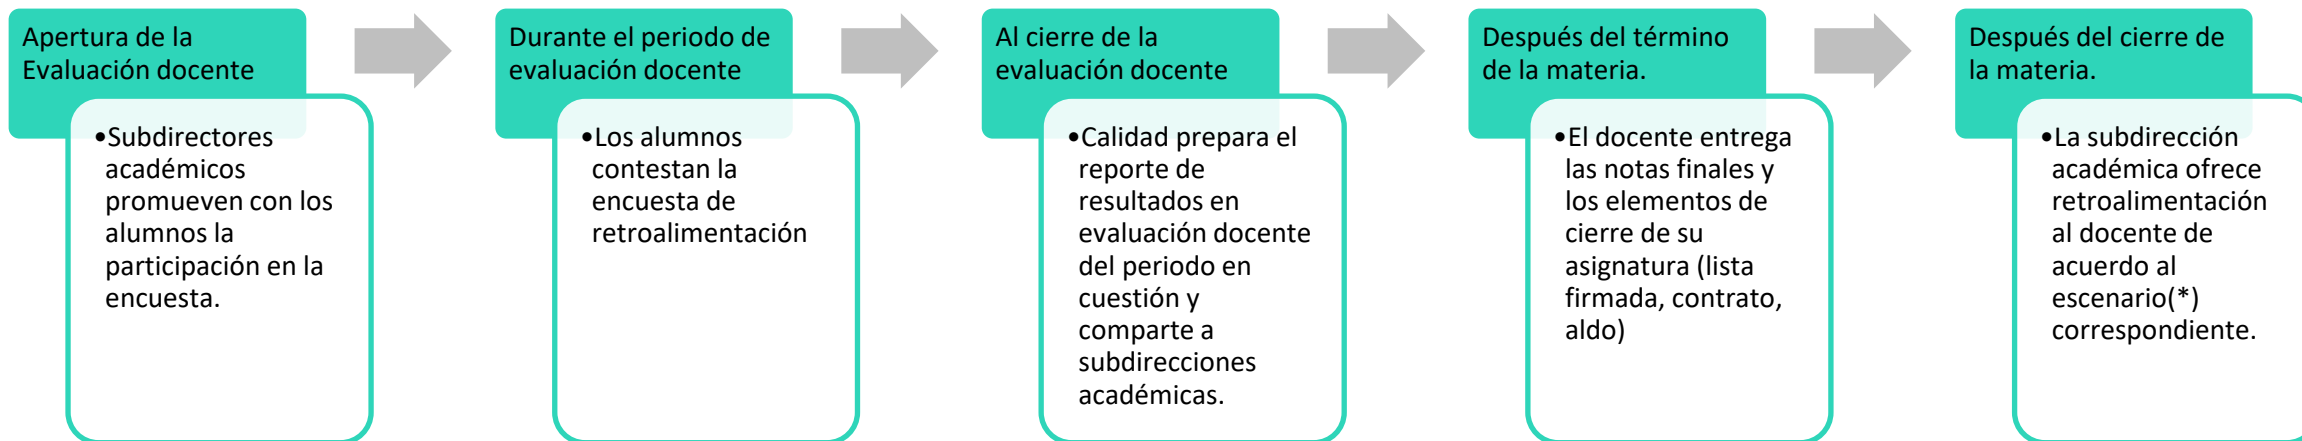 Apertura de la
Evaluación docente
•Subdirectores
académicos
promueven con los
alumnos la
participación en la
encuesta.
Durante el periodo de
evaluación docente
•Los alumnos
contestan la
encuesta de
retroalimentación
Al cierre de la
evaluación docente
•Calidad prepara el
reporte de
resultados en
evaluación docente
del periodo en
cuestión y
comparte a
subdirecciones
académicas.
Después del término
de la materia.
•El docente entrega
las notas finales y
los elementos de
cierre de su
asignatura (lista
firmada, contrato,
aldo)
Después del cierre de
la materia.
•La subdirección
académica ofrece
retroalimentación
al docente de
acuerdo al
escenario(*)
correspondiente.